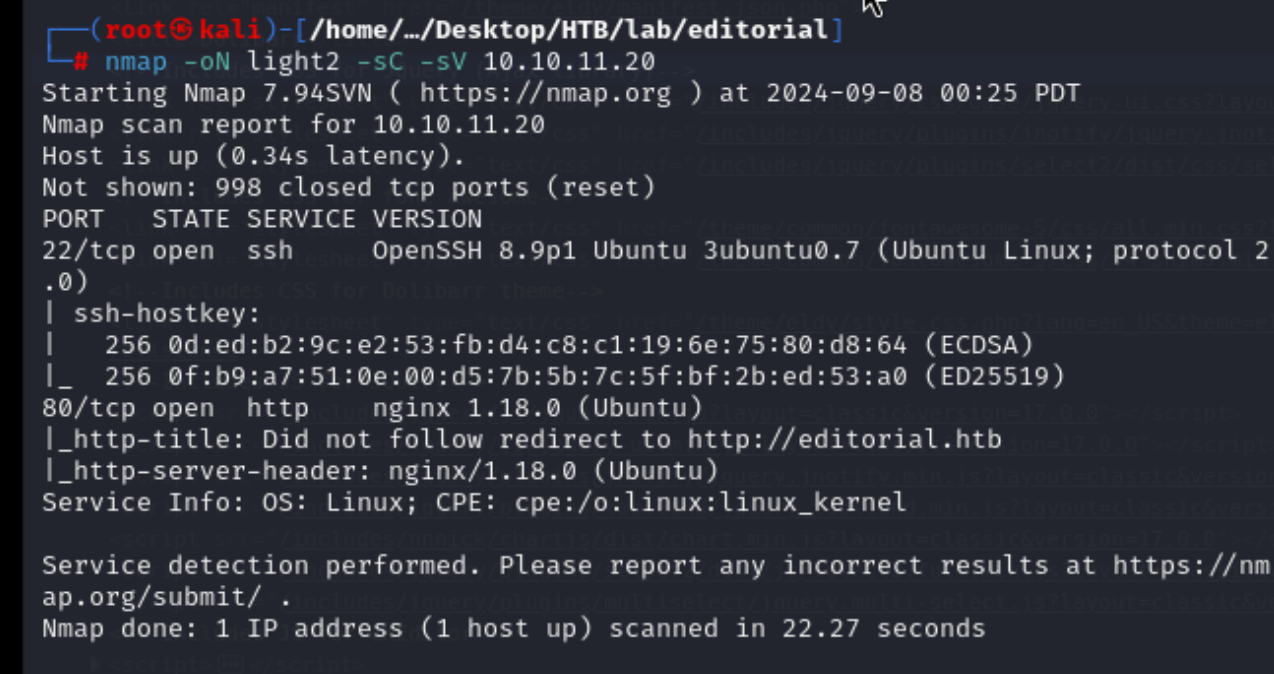 ┌──(root㉿kali)-[/home/…/Desktop/HTB/lab/editorial]
└─# nmap -oN light2 -sC -sV 10.10.11.20
Starting Nmap 7.94SVN ( https://nmap.org ) at 2024-09-08 00:25 PDT
Nmap scan report for 10.10.11.20
Host is up (0.34s latency).
Not shown: 998 closed tcp ports (reset)
PORT   STATE SERVICE VERSION
22/tcp open  ssh     OpenSSH 8.9p1 Ubuntu 3ubuntu0.7 (Ubuntu Linux; protocol 2
.0)
| ssh-hostkey:
|   256 0d:ed:b2:9c:e2:53:fb:d4:c8:c1:19:6e:75:80:d8:64 (ECDSA)
|_  256 0f:b9:a7:51:0e:00:d5:7b:5b:7c:5f:bf:2b:ed:53:a0 (ED25519)
80/tcp open  http    nginx 1.18.0 (Ubuntu)
|_http-title: Did not follow redirect to http://editorial.htb
|_http-server-header: nginx/1.18.0 (Ubuntu)
Service Info: OS: Linux; CPE: cpe:/o:linux:linux_kernel
Service detection performed. Please report any incorrect results at https://nm
ap.org/submit/ .
Nmap done: 1 IP address (1 host up) scanned in 22.27 seconds